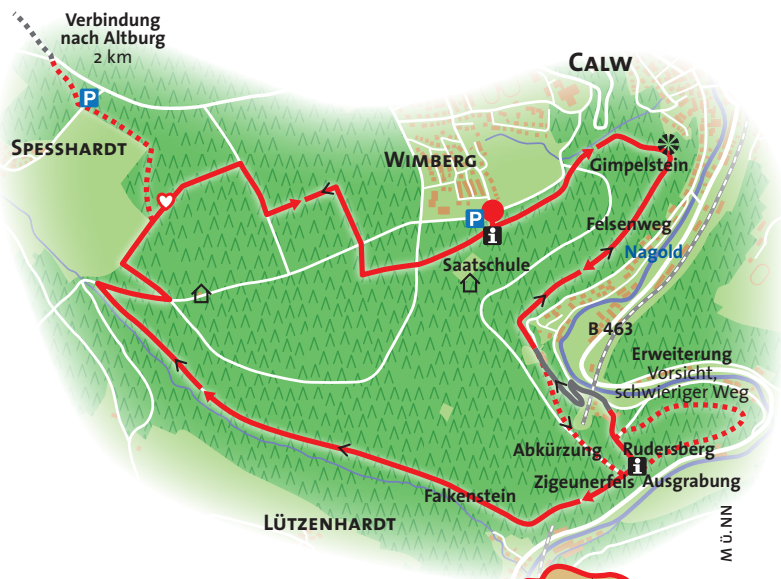 Verbindung
nach Altburg
2 km
P
CALW
SPESSHARDT
WIMBERG
Gimpelstein
P
i
Felsenweg
Nagold
Saatschule
B 463
Erweiterung
Vorsicht,
schwieriger Weg
Abkürzung
Rudersberg
i
Zigeunerfels
Ausgrabung
Falkenstein
LÜTZENHARDT
M ü. NN